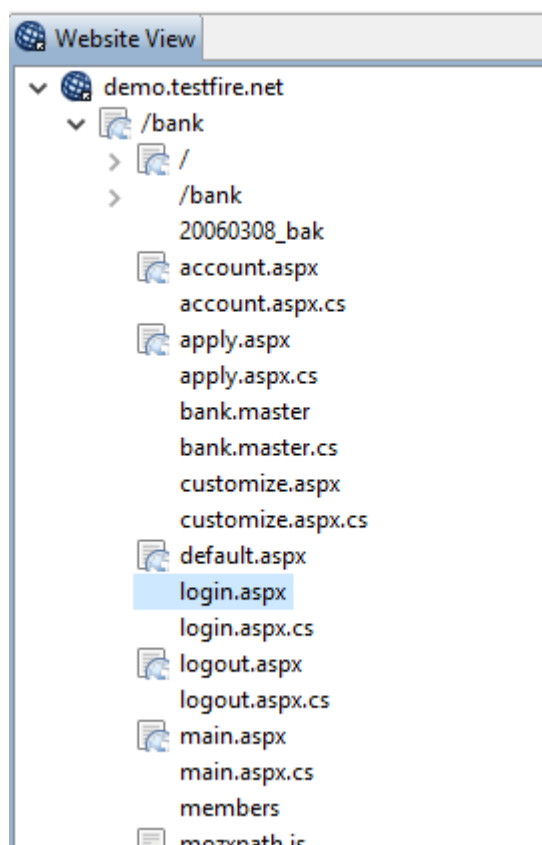 Website View
demo.testfire.net
/bank
/
/bank
20060308_bak
account.aspx
account.aspx.cs
apply.aspx
apply.aspx.cs
bank.master
bank.master.cs
customize.aspx
customize.aspx.cs
default.aspx
login.aspx
login.aspx.cs
logout.aspx
logout.aspx.cs
main.aspx
main.aspx.cs
members
mozxpath.js